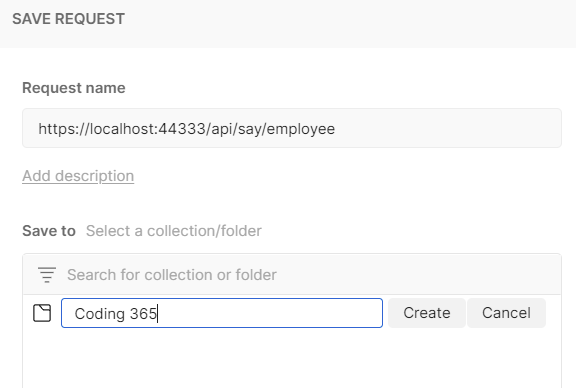 SAVE REQUEST
Request name
https://localhost:44333/api/say/employee
Add description
Save to Select a collection/folder
Search for collection or folder
Coding 365 Create Cancel